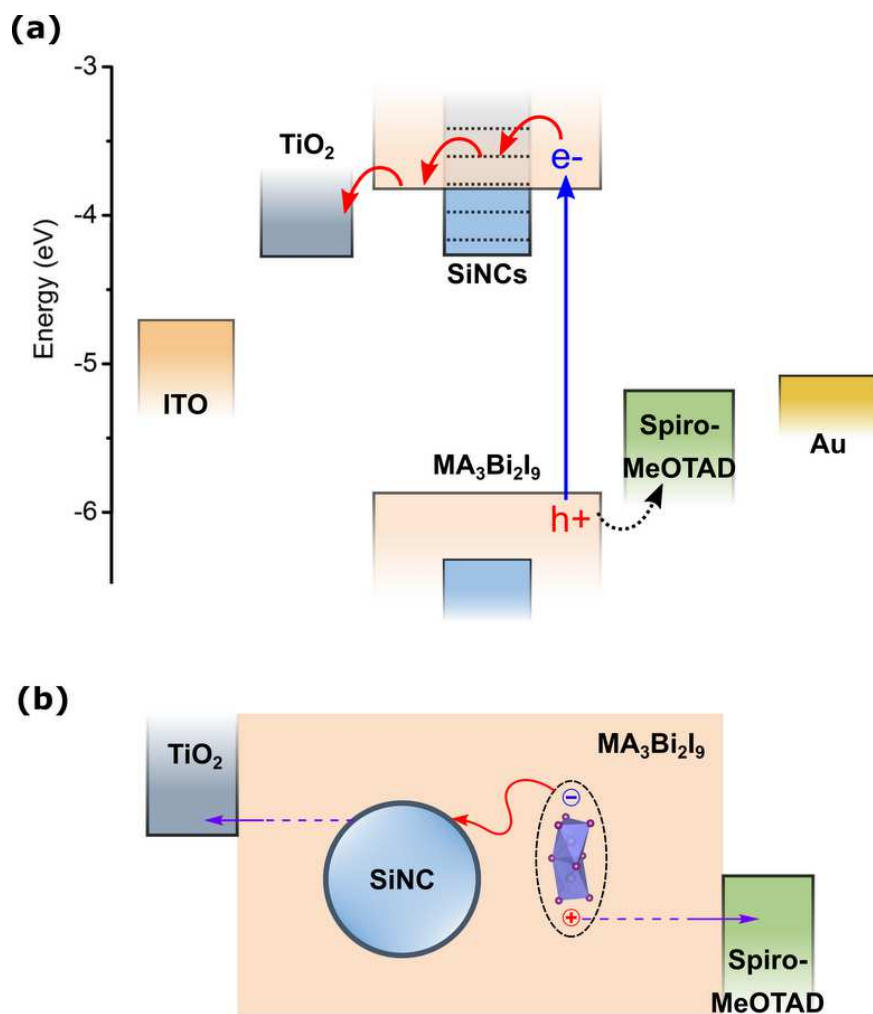 (a)
-3
-4
-5
-6
Energy (eV)
TiO₂
e-
SiNCs
ITO
MA₃Bi₂I₉
h+
Spiro-
MeOTAD
Au
(b)
TiO₂
MA₃Bi₂I₉
−
SiNC
+
Spiro-
MeOTAD